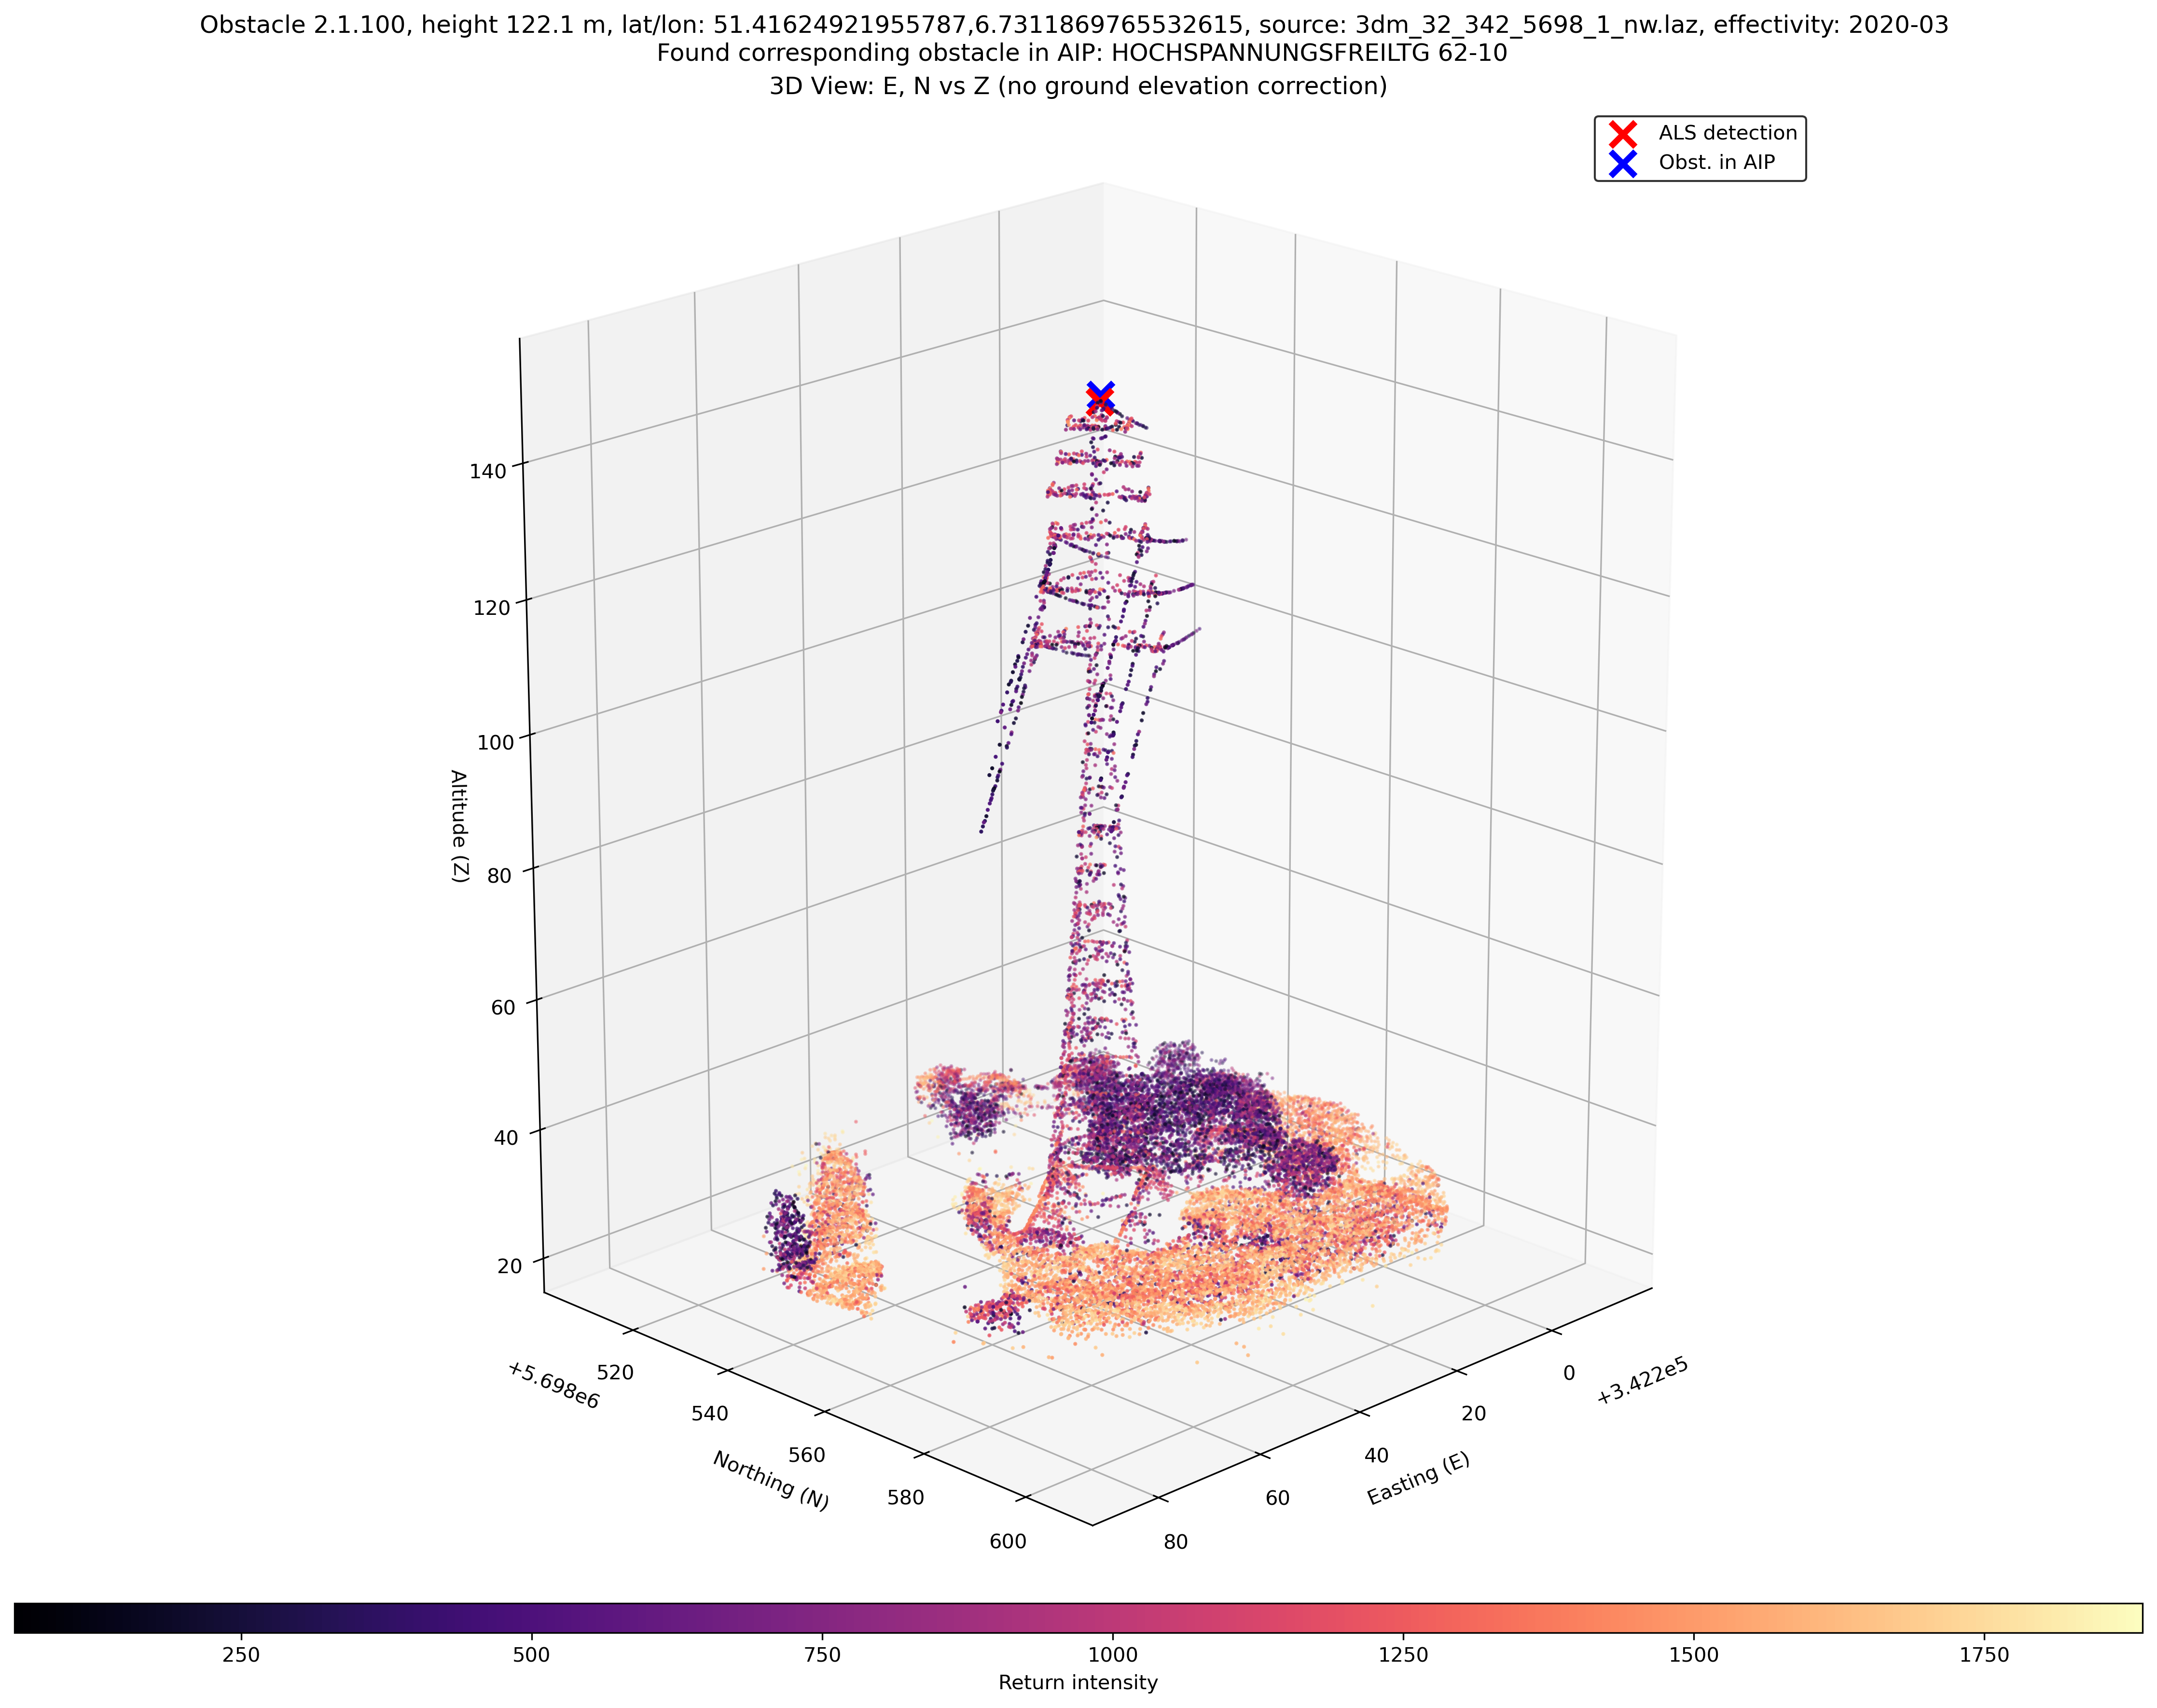 Obstacle 2.1.100, height 122.1 m, lat/lon: 51.41624921955787,6.7311869765532615, source: 3dm_32_342_5698_1_nw.laz, effectivity: 2020-03
Found corresponding obstacle in AIP: HOCHSPANNUNGSFREILTG 62-10
3D View: E, N vs Z (no ground elevation correction)
ALS detection
Obst. in AIP
140
120
100
80
60
40
20
Altitude (Z)
+5.698e6
520
540
560
580
600
Northing (N)
0
20
40
60
80
+3.422e5
Easting (E)
250
500
750
1000
1250
1500
1750
Return intensity